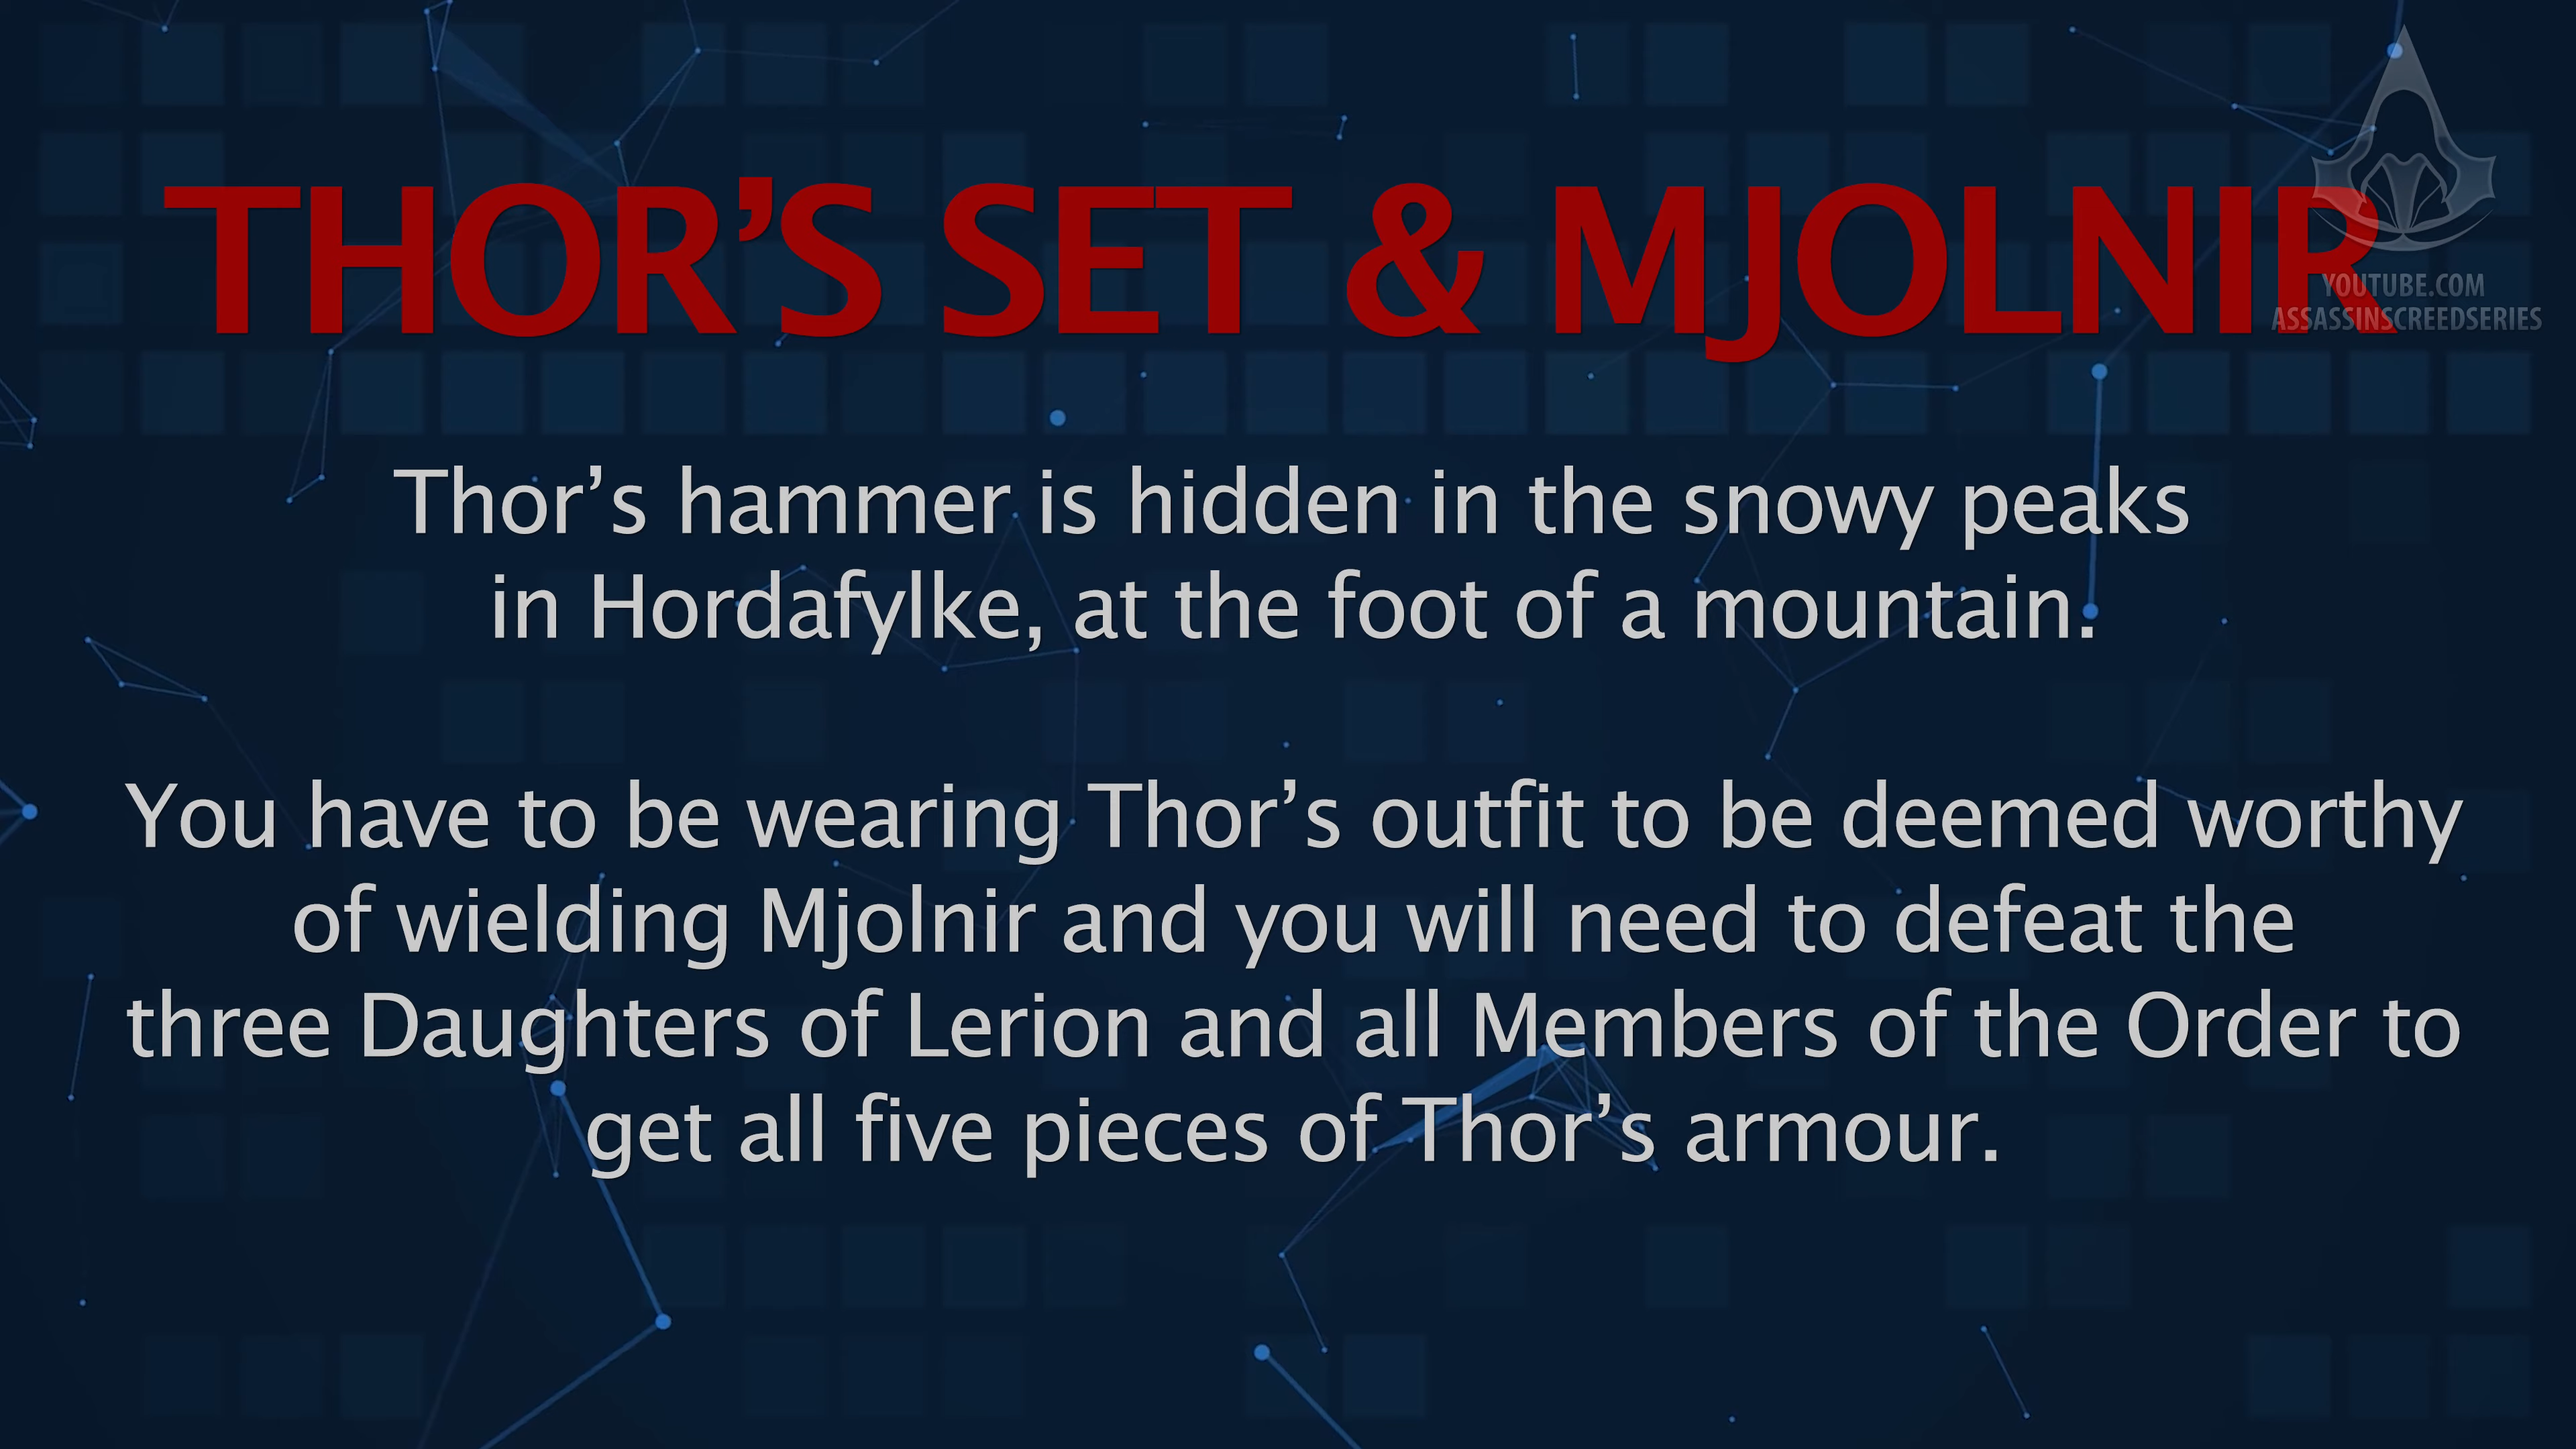 THOR’S SET & MJOLNIR
YOUTUBE.COM
ASSASSINSCREEDSERIES
Thor’s hammer is hidden in the snowy peaks
in Hordafylke, at the foot of a mountain.
You have to be wearing Thor’s outfit to be deemed worthy
of wielding Mjolnir and you will need to defeat the
three Daughters of Lerion and all Members of the Order to
get all five pieces of Thor’s armour.